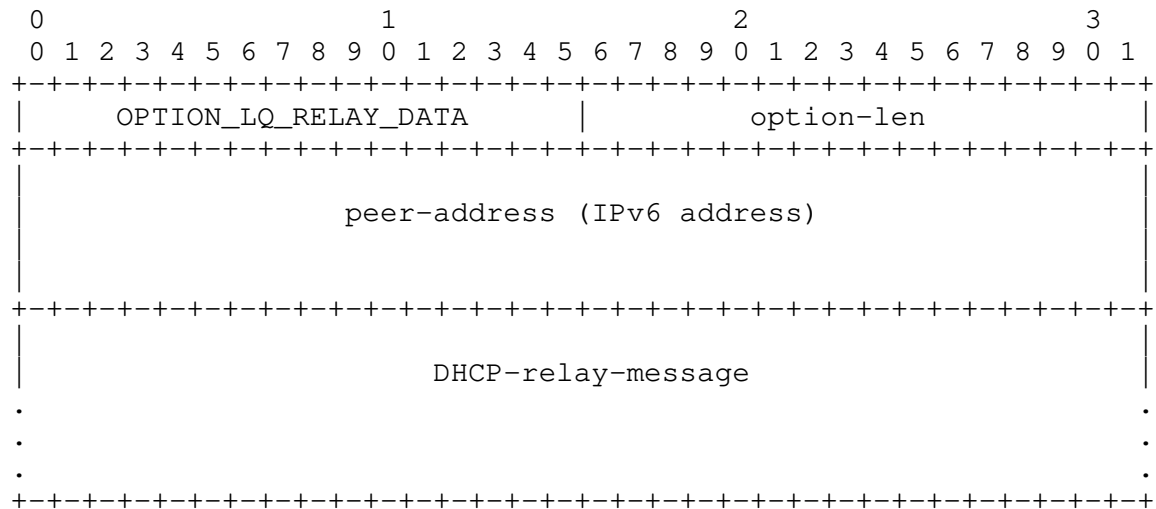 0                   1                   2                   3
 0 1 2 3 4 5 6 7 8 9 0 1 2 3 4 5 6 7 8 9 0 1 2 3 4 5 6 7 8 9 0 1
+-+-+-+-+-+-+-+-+-+-+-+-+-+-+-+-+-+-+-+-+-+-+-+-+-+-+-+-+-+-+-+-+
|     OPTION_LQ_RELAY_DATA      |         option-len            |
+-+-+-+-+-+-+-+-+-+-+-+-+-+-+-+-+-+-+-+-+-+-+-+-+-+-+-+-+-+-+-+-+
|                                                               |
|                  peer-address (IPv6 address)                  |
|                                                               |
|                                                               |
+-+-+-+-+-+-+-+-+-+-+-+-+-+-+-+-+-+-+-+-+-+-+-+-+-+-+-+-+-+-+-+-+
|                                                               |
|                       DHCP-relay-message                      |
.                                                               .
.                                                               .
.                                                               .
+-+-+-+-+-+-+-+-+-+-+-+-+-+-+-+-+-+-+-+-+-+-+-+-+-+-+-+-+-+-+-+-+